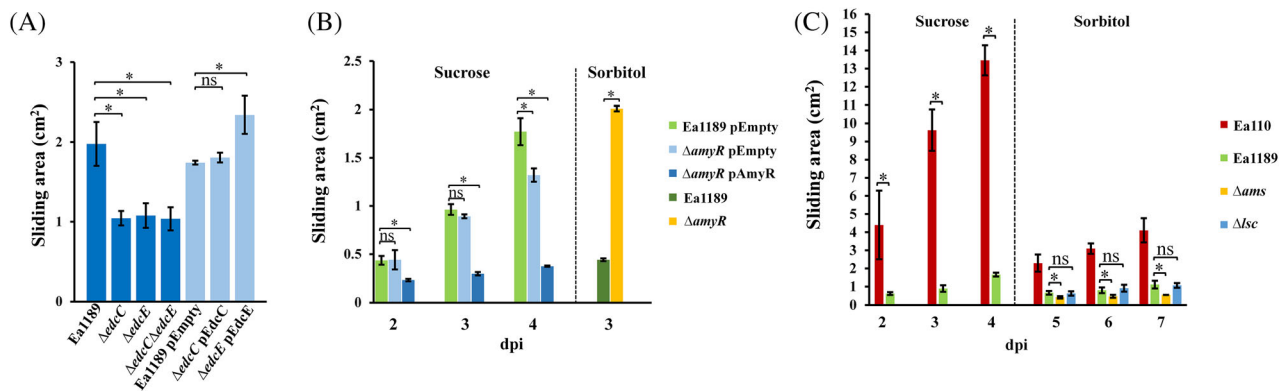 (A)
3
2
1
0
Sliding area (cm²)
*
*
*
*
ns
Ea1189
ΔedcC
ΔedcE
ΔedcCΔedcE
Ea1189 pEmpty
ΔedcC pEdcC
ΔedcE pEdcE
(B)
2.5
2
1.5
1
0.5
0
Sliding area (cm²)
Sucrose
Sorbitol
*
ns
*
ns
*
*
*
2
3
4
3
dpi
Ea1189 pEmpty
ΔamyR pEmpty
ΔamyR pAmyR
Ea1189
ΔamyR
(C)
16
15
14
13
12
11
10
9
8
7
6
5
4
3
2
1
0
Sliding area (cm²)
Sucrose
Sorbitol
*
*
*
ns
*
ns
*
ns
*
2
3
4
5
6
7
dpi
Ea110
Ea1189
Δams
Δlsc